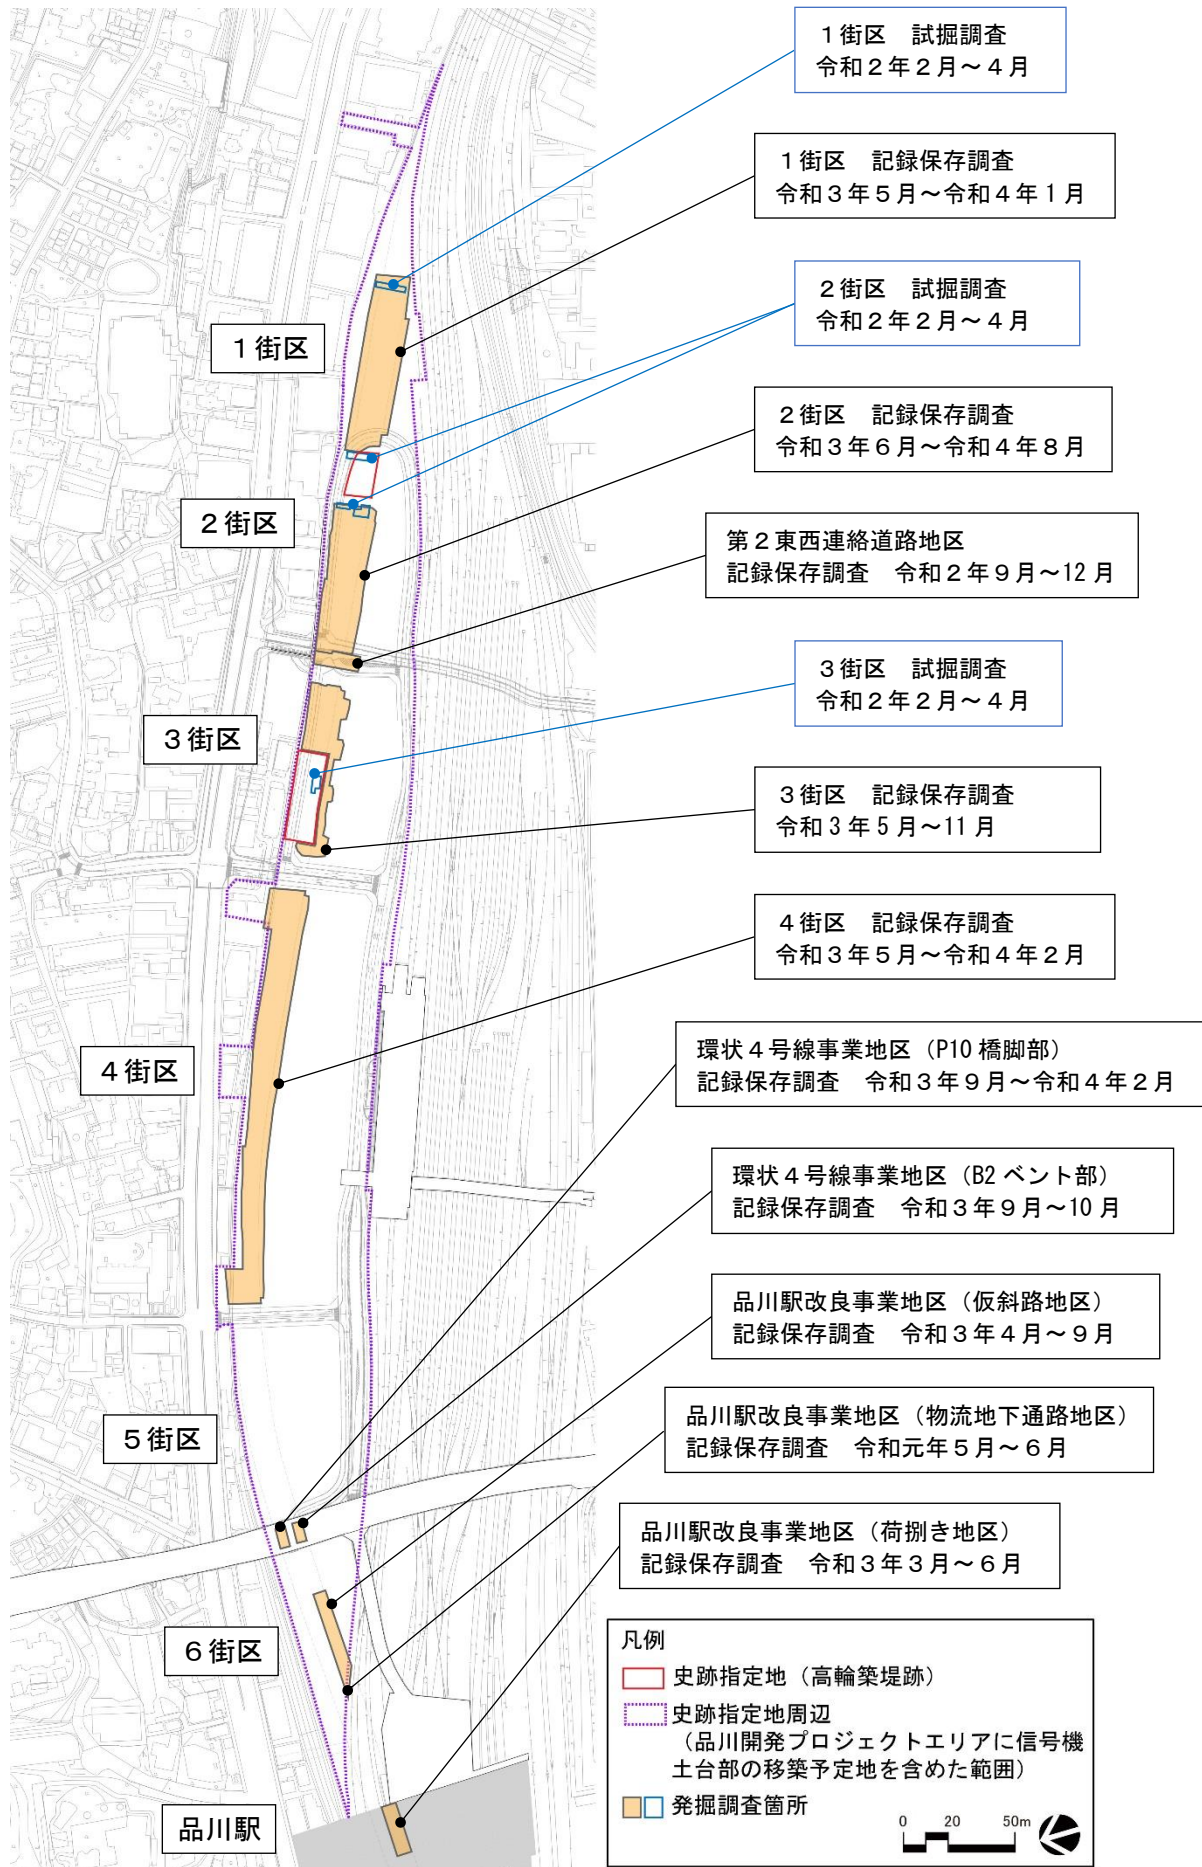 1街区　試掘調査
令和2年2月～4月
1街区　記録保存調査
令和3年5月～令和4年1月
2街区　試掘調査
令和2年2月～4月
1街区
2街区　記録保存調査
令和3年6月～令和4年8月
2街区
第2東西連絡道路地区
記録保存調査　令和2年9月～12月
3街区　試掘調査
令和2年2月～4月
3街区
3街区　記録保存調査
令和3年5月～11月
4街区　記録保存調査
令和3年5月～令和4年2月
4街区
環状4号線事業地区（P10橋脚部）
記録保存調査　令和3年9月～令和4年2月
環状4号線事業地区（B2ベント部）
記録保存調査　令和3年9月～10月
品川駅改良事業地区（仮斜路地区）
記録保存調査　令和3年4月～9月
5街区
品川駅改良事業地区（物流地下通路地区）
記録保存調査　令和元年5月～6月
品川駅改良事業地区（荷捌き地区）
記録保存調査　令和3年3月～6月
6街区
品川駅
凡例
史跡指定地（高輪築堤跡）
史跡指定地周辺
（品川開発プロジェクトエリアに信号機
土台部の移築予定地を含めた範囲）
発掘調査箇所
0　20　50m